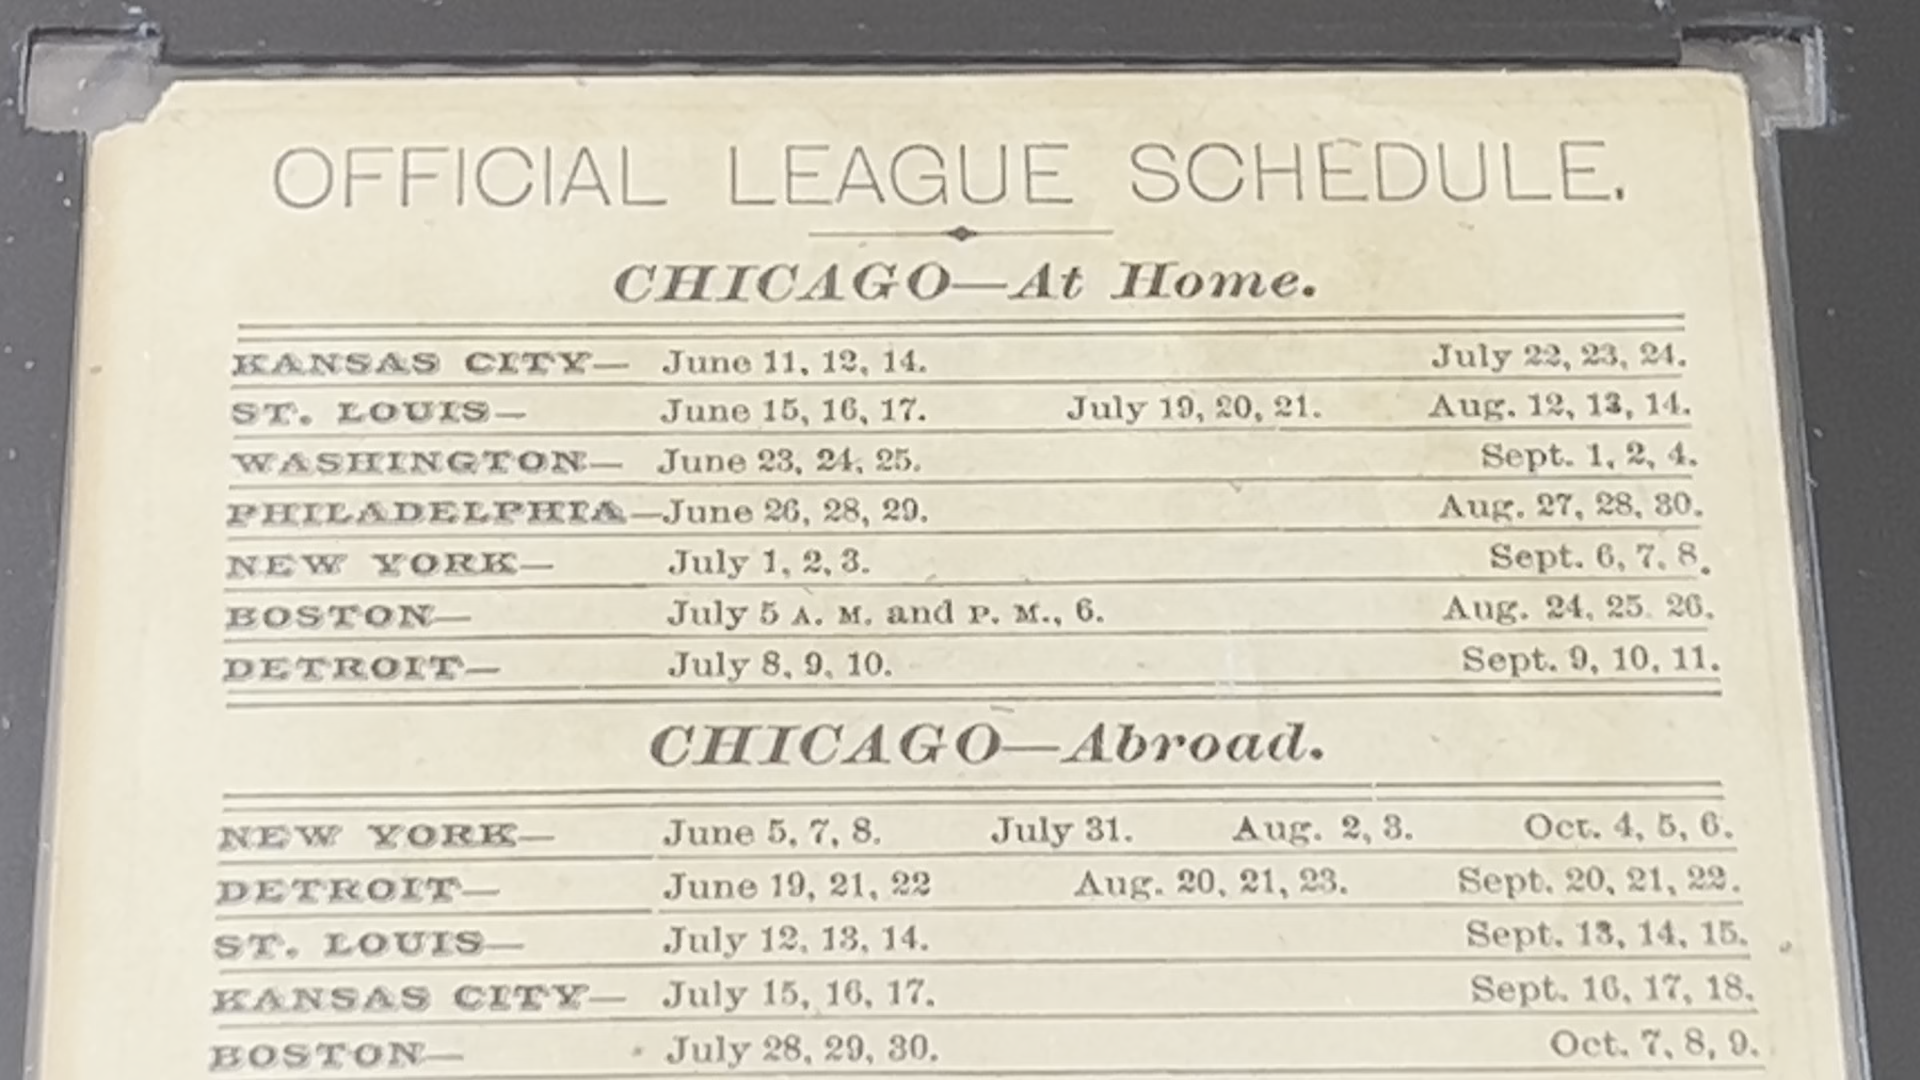 OFFICIAL LEAGUE SCHEDULE.
CHICAGO—At Home.
KANSAS CITY— June 11, 12, 14. July 22, 23, 24.
ST. LOUIS— June 15, 16, 17. July 19, 20, 21. Aug. 12, 13, 14.
WASHINGTON— June 23, 24, 25. Sept. 1, 2, 4.
PHILADELPHIA—June 26, 28, 29. Aug. 27, 28, 30.
NEW YORK— July 1, 2, 3. Sept. 6, 7, 8.
BOSTON— July 5 A. M. and P. M., 6. Aug. 24, 25. 26.
DETROIT— July 8, 9, 10. Sept. 9, 10, 11.
CHICAGO—Abroad.
NEW YORK— June 5, 7, 8. July 31. Aug. 2, 3. Oct. 4, 5, 6.
DETROIT— June 19, 21, 22 Aug. 20, 21, 23. Sept. 20, 21, 22.
ST. LOUIS— July 12, 13, 14. Sept. 13, 14, 15.
KANSAS CITY— July 15, 16, 17. Sept. 16, 17, 18.
BOSTON— July 28, 29, 30. Oct. 7, 8, 9.